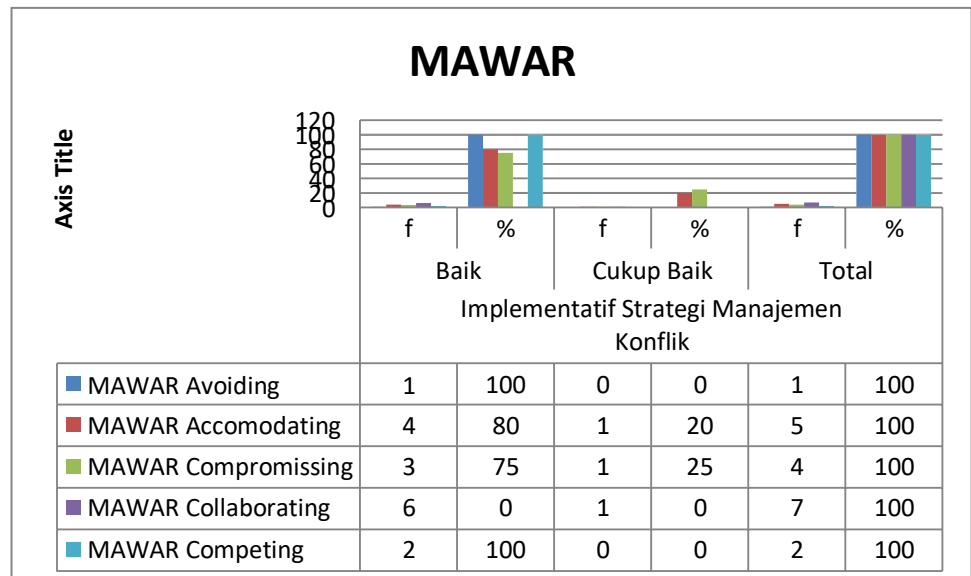 MAWAR
Axis Title
120
100
80
60
40
20
0
f % f % f %
Baik Cukup Baik Total
Implementatif Strategi Manajemen
Konflik
MAWAR Avoiding 1 100 0 0 1 100
MAWAR Accomodating 4 80 1 20 5 100
MAWAR Compromissing 3 75 1 25 4 100
MAWAR Collaborating 6 0 1 0 7 100
MAWAR Competing 2 100 0 0 2 100